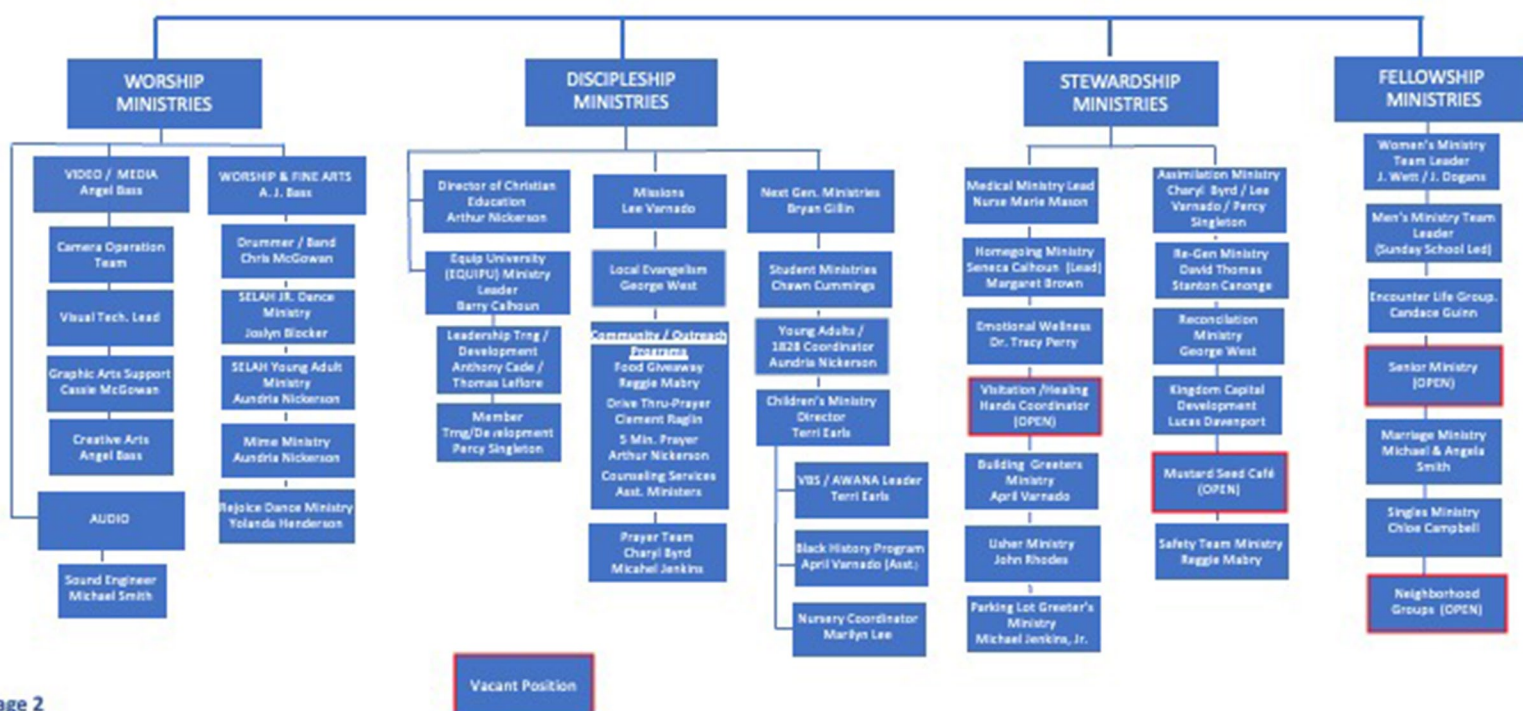 WORSHIP
MINISTRIES
VIDEO / MEDIA
Angel Bass
Camera Operation
Team
Visual Tech. Lead
Graphic Arts Support
Cassie McGowan
Creative Arts
Angel Bass
AUDIO
Sound Engineer
Michael Smith
WORSHIP & FINE ARTS
A. J. Bass
Drummer / Band
Chris McGowan
SELAH JR. Dance
Ministry
Joslyn Blocker
SELAH Young Adult
Ministry
Aundria Nickerson
Mime Ministry
Aundria Nickerson
Rejoice Dance Ministry
Yolanda Henderson
DISCIPLESHIP
MINISTRIES
Director of Christian
Education
Arthur Nickerson
Equip University
(EQUIPU) Ministry
Leader
Barry Calhoun
Leadership Trng /
Development
Anthony Cade /
Thomas Leflore
Member
Trng/Development
Percy Singleton
Missions
Lee Varnado
Local Evangelism
George West
Community / Outreach
Programs
Food Giveaway
Reggie Mabry
Drive Thru-Prayer
Clement Raglin
5 Min. Prayer
Arthur Nickerson
Counseling Services
Asst. Ministers
Prayer Team
Charyl Byrd
Micahel Jenkins
Next Gen. Ministries
Bryan Gillin
Student Ministries
Chawn Cummings
Young Adults /
1828 Coordinator
Aundria Nickerson
Children's Ministry
Director
Terri Earls
VBS / AWANA Leader
Terri Earls
Black History Program
April Varnado (Asst.)
Nursery Coordinator
Marilyn Lee
STEWARDSHIP
MINISTRIES
Medical Ministry Lead
Nurse Marie Mason
Homegoing Ministry
Seneca Calhoun (Lead)
Margaret Brown
Emotional Wellness
Dr. Tracy Perry
Visitation /Healing
Hands Coordinator
(OPEN)
Building Greeters
Ministry
April Varnado
Usher Ministry
John Rhodes
Parking Lot Greeter's
Ministry
Michael Jenkins, Jr.
Assimilation Ministry
Charyl Byrd / Lee
Varnado / Percy
Singleton
Re-Gen Ministry
David Thomas
Stanton Canonge
Reconcilation
Ministry
George West
Kingdom Capital
Development
Lucas Davenport
Mustard Seed Café
(OPEN)
Safety Team Ministry
Reggie Mabry
FELLOWSHIP
MINISTRIES
Women's Ministry
Team Leader
J. Wett / J. Dogans
Men's Ministry Team
Leader
(Sunday School Led)
Encounter Life Group.
Candace Guinn
Senior Ministry
(OPEN)
Marriage Ministry
Michael & Angela
Smith
Singles Ministry
Chloe Campbell
Neighborhood
Groups (OPEN)
Vacant Position
age 2